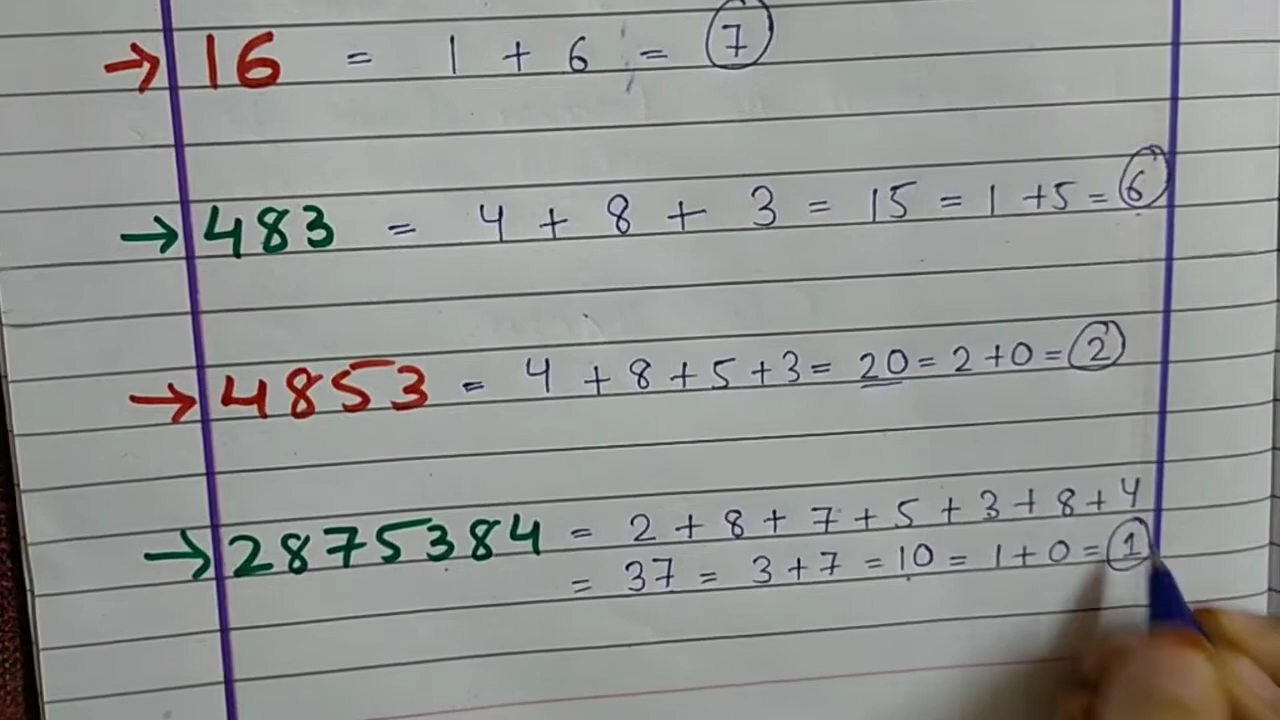 → 16 = 1 + 6 = 7
→ 483 = 4 + 8 + 3 = 15 = 1 + 5 = 6
→ 4853 = 4 + 8 + 5 + 3 = 20 = 2 + 0 = 2
→ 2875384 = 2 + 8 + 7 + 5 + 3 + 8 + 4
= 37 = 3 + 7 = 10 = 1 + 0 = 1